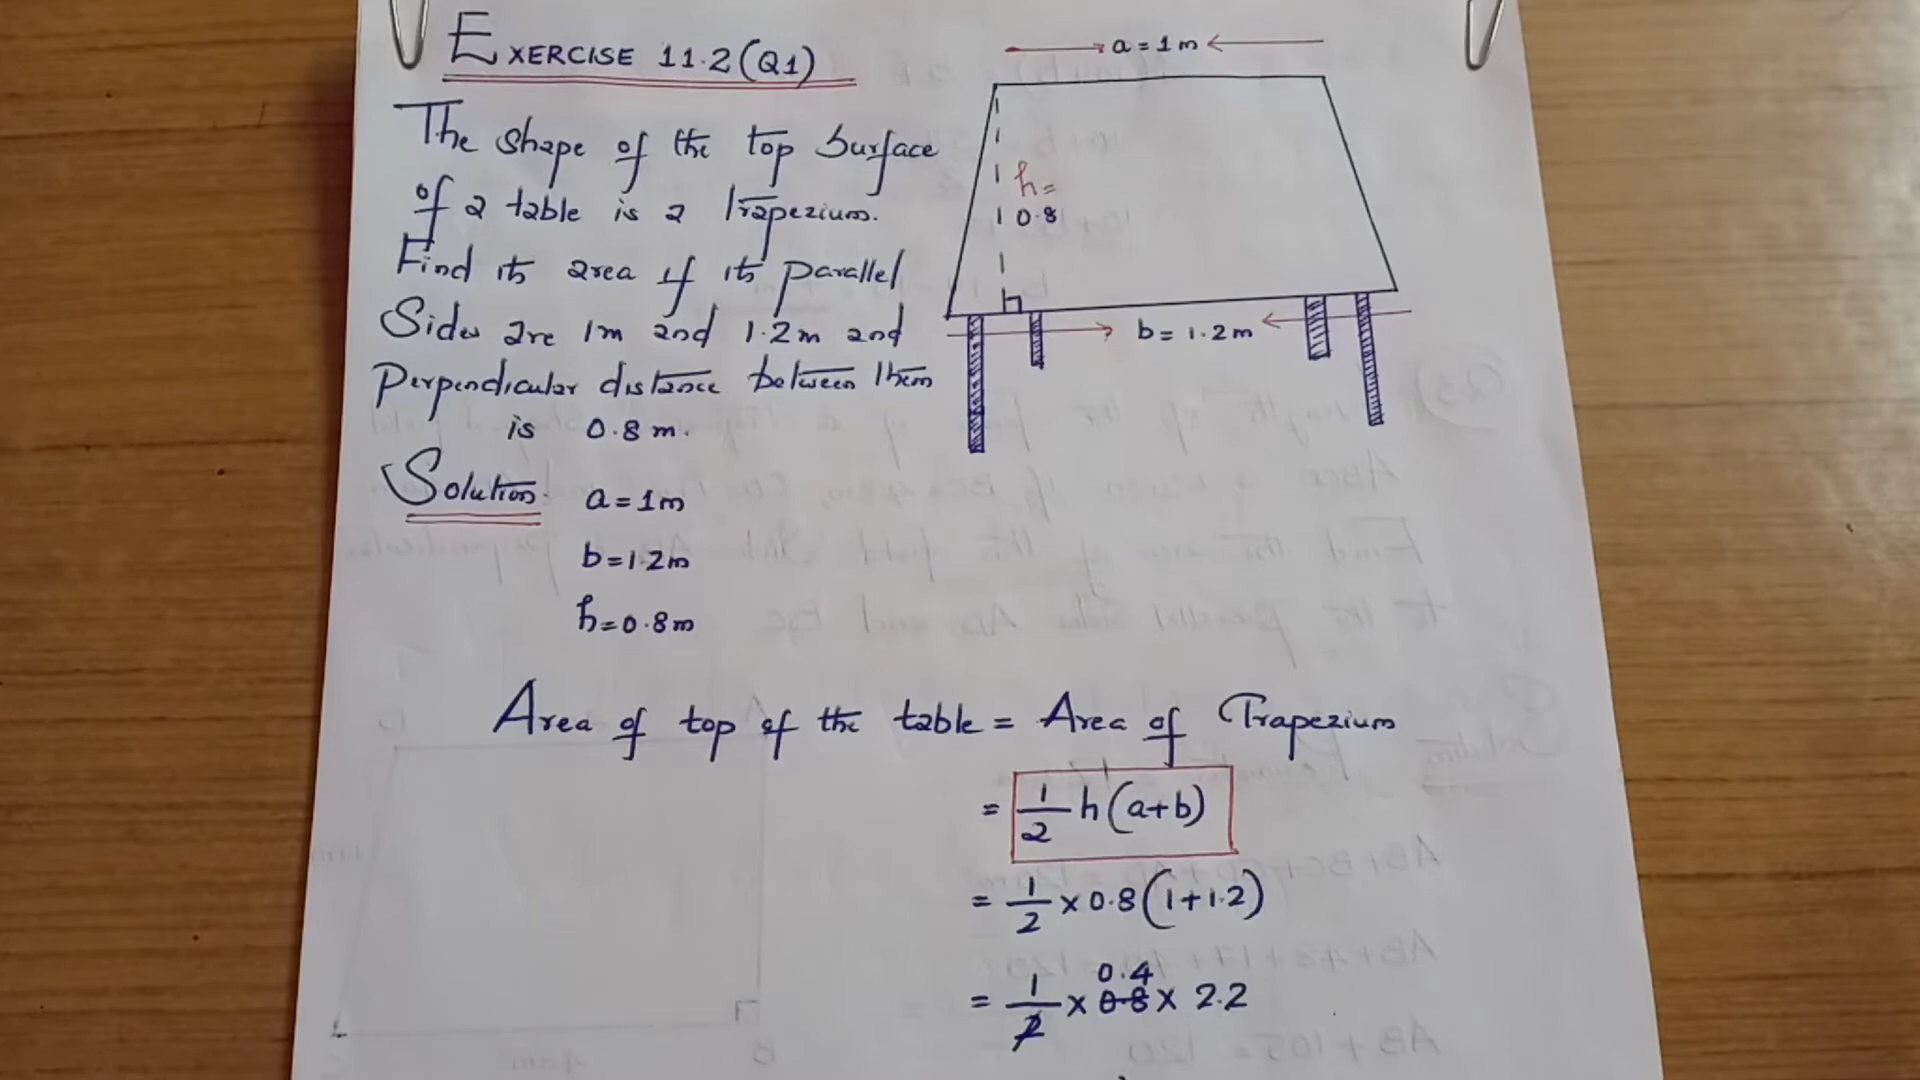 EXERCISE 11.2 (Q1)
The shape of the top Surface
of a table is a Trapezium.
Find its area if its parallel
Sides are 1m and 1.2m and
Perpendicular distance between them
is 0.8 m.
a = 1 m
h =
0.8
b = 1.2 m
Solution.
a = 1m
b = 1.2m
h = 0.8m
Area of top of the table = Area of Trapezium
= 1/2 h (a+b)
= 1/2 × 0.8 (1 + 1.2)
0.4
= 1/2 × 0.8 × 2.2